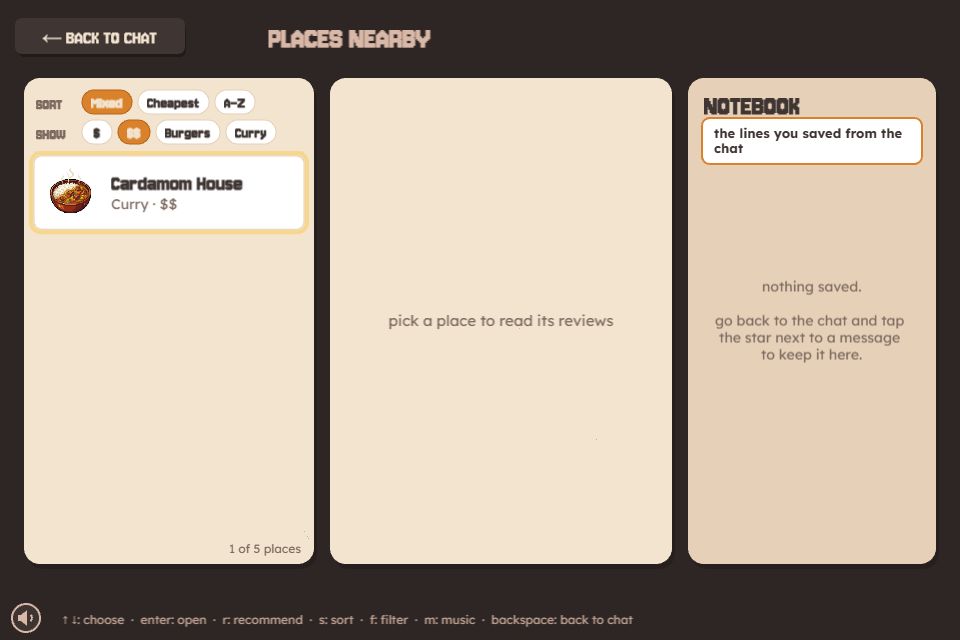 ← BACK TO CHAT
PLACES NEARBY
SORT Mixed Cheapest A-Z
SHOW $ $$ Burgers Curry
Cardamom House
Curry · $$
1 of 5 places
pick a place to read its reviews
NOTEBOOK
the lines you saved from the
chat
nothing saved.
go back to the chat and tap
the star next to a message
to keep it here.
↑ ↓: choose · enter: open · r: recommend · s: sort · f: filter · m: music · backspace: back to chat